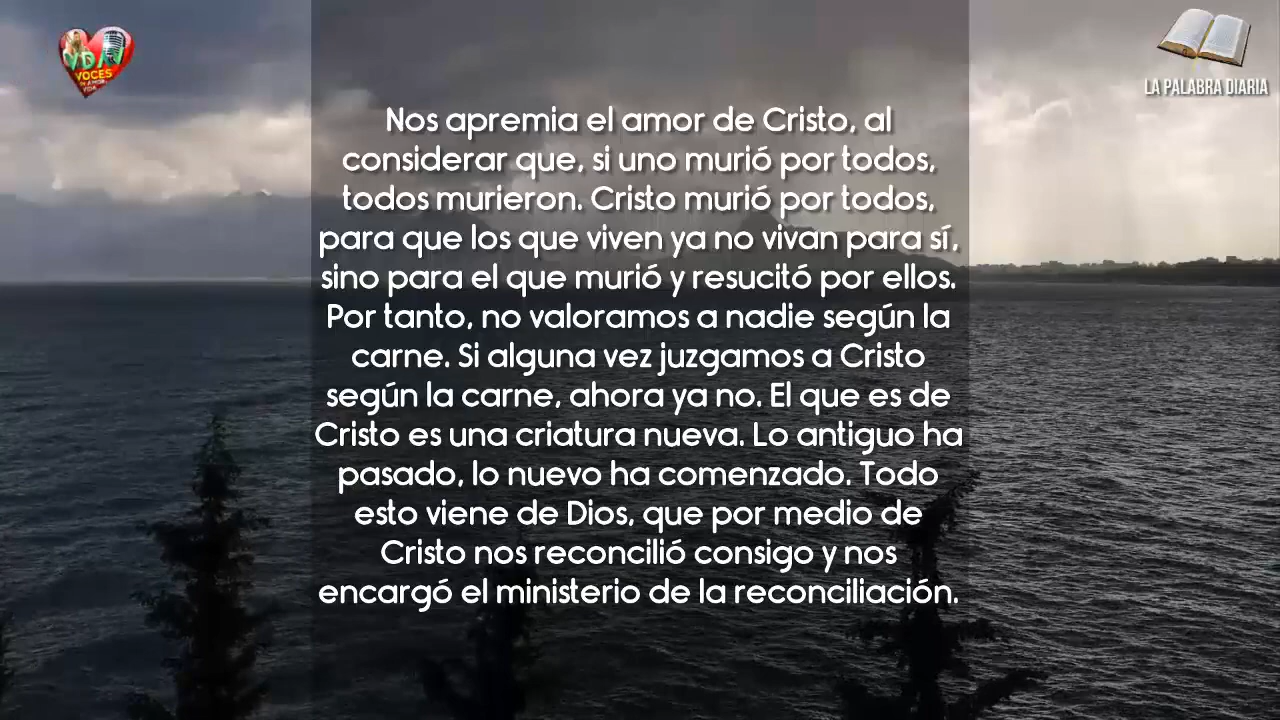 VOCES
LA PALABRA DIARIA
Nos apremia el amor de Cristo, al
considerar que, si uno murió por todos,
todos murieron. Cristo murió por todos,
para que los que viven ya no vivan para sí,
sino para el que murió y resucitó por ellos.
Por tanto, no valoramos a nadie según la
carne. Si alguna vez juzgamos a Cristo
según la carne, ahora ya no. El que es de
Cristo es una criatura nueva. Lo antiguo ha
pasado, lo nuevo ha comenzado. Todo
esto viene de Dios, que por medio de
Cristo nos reconcilió consigo y nos
encargó el ministerio de la reconciliación.